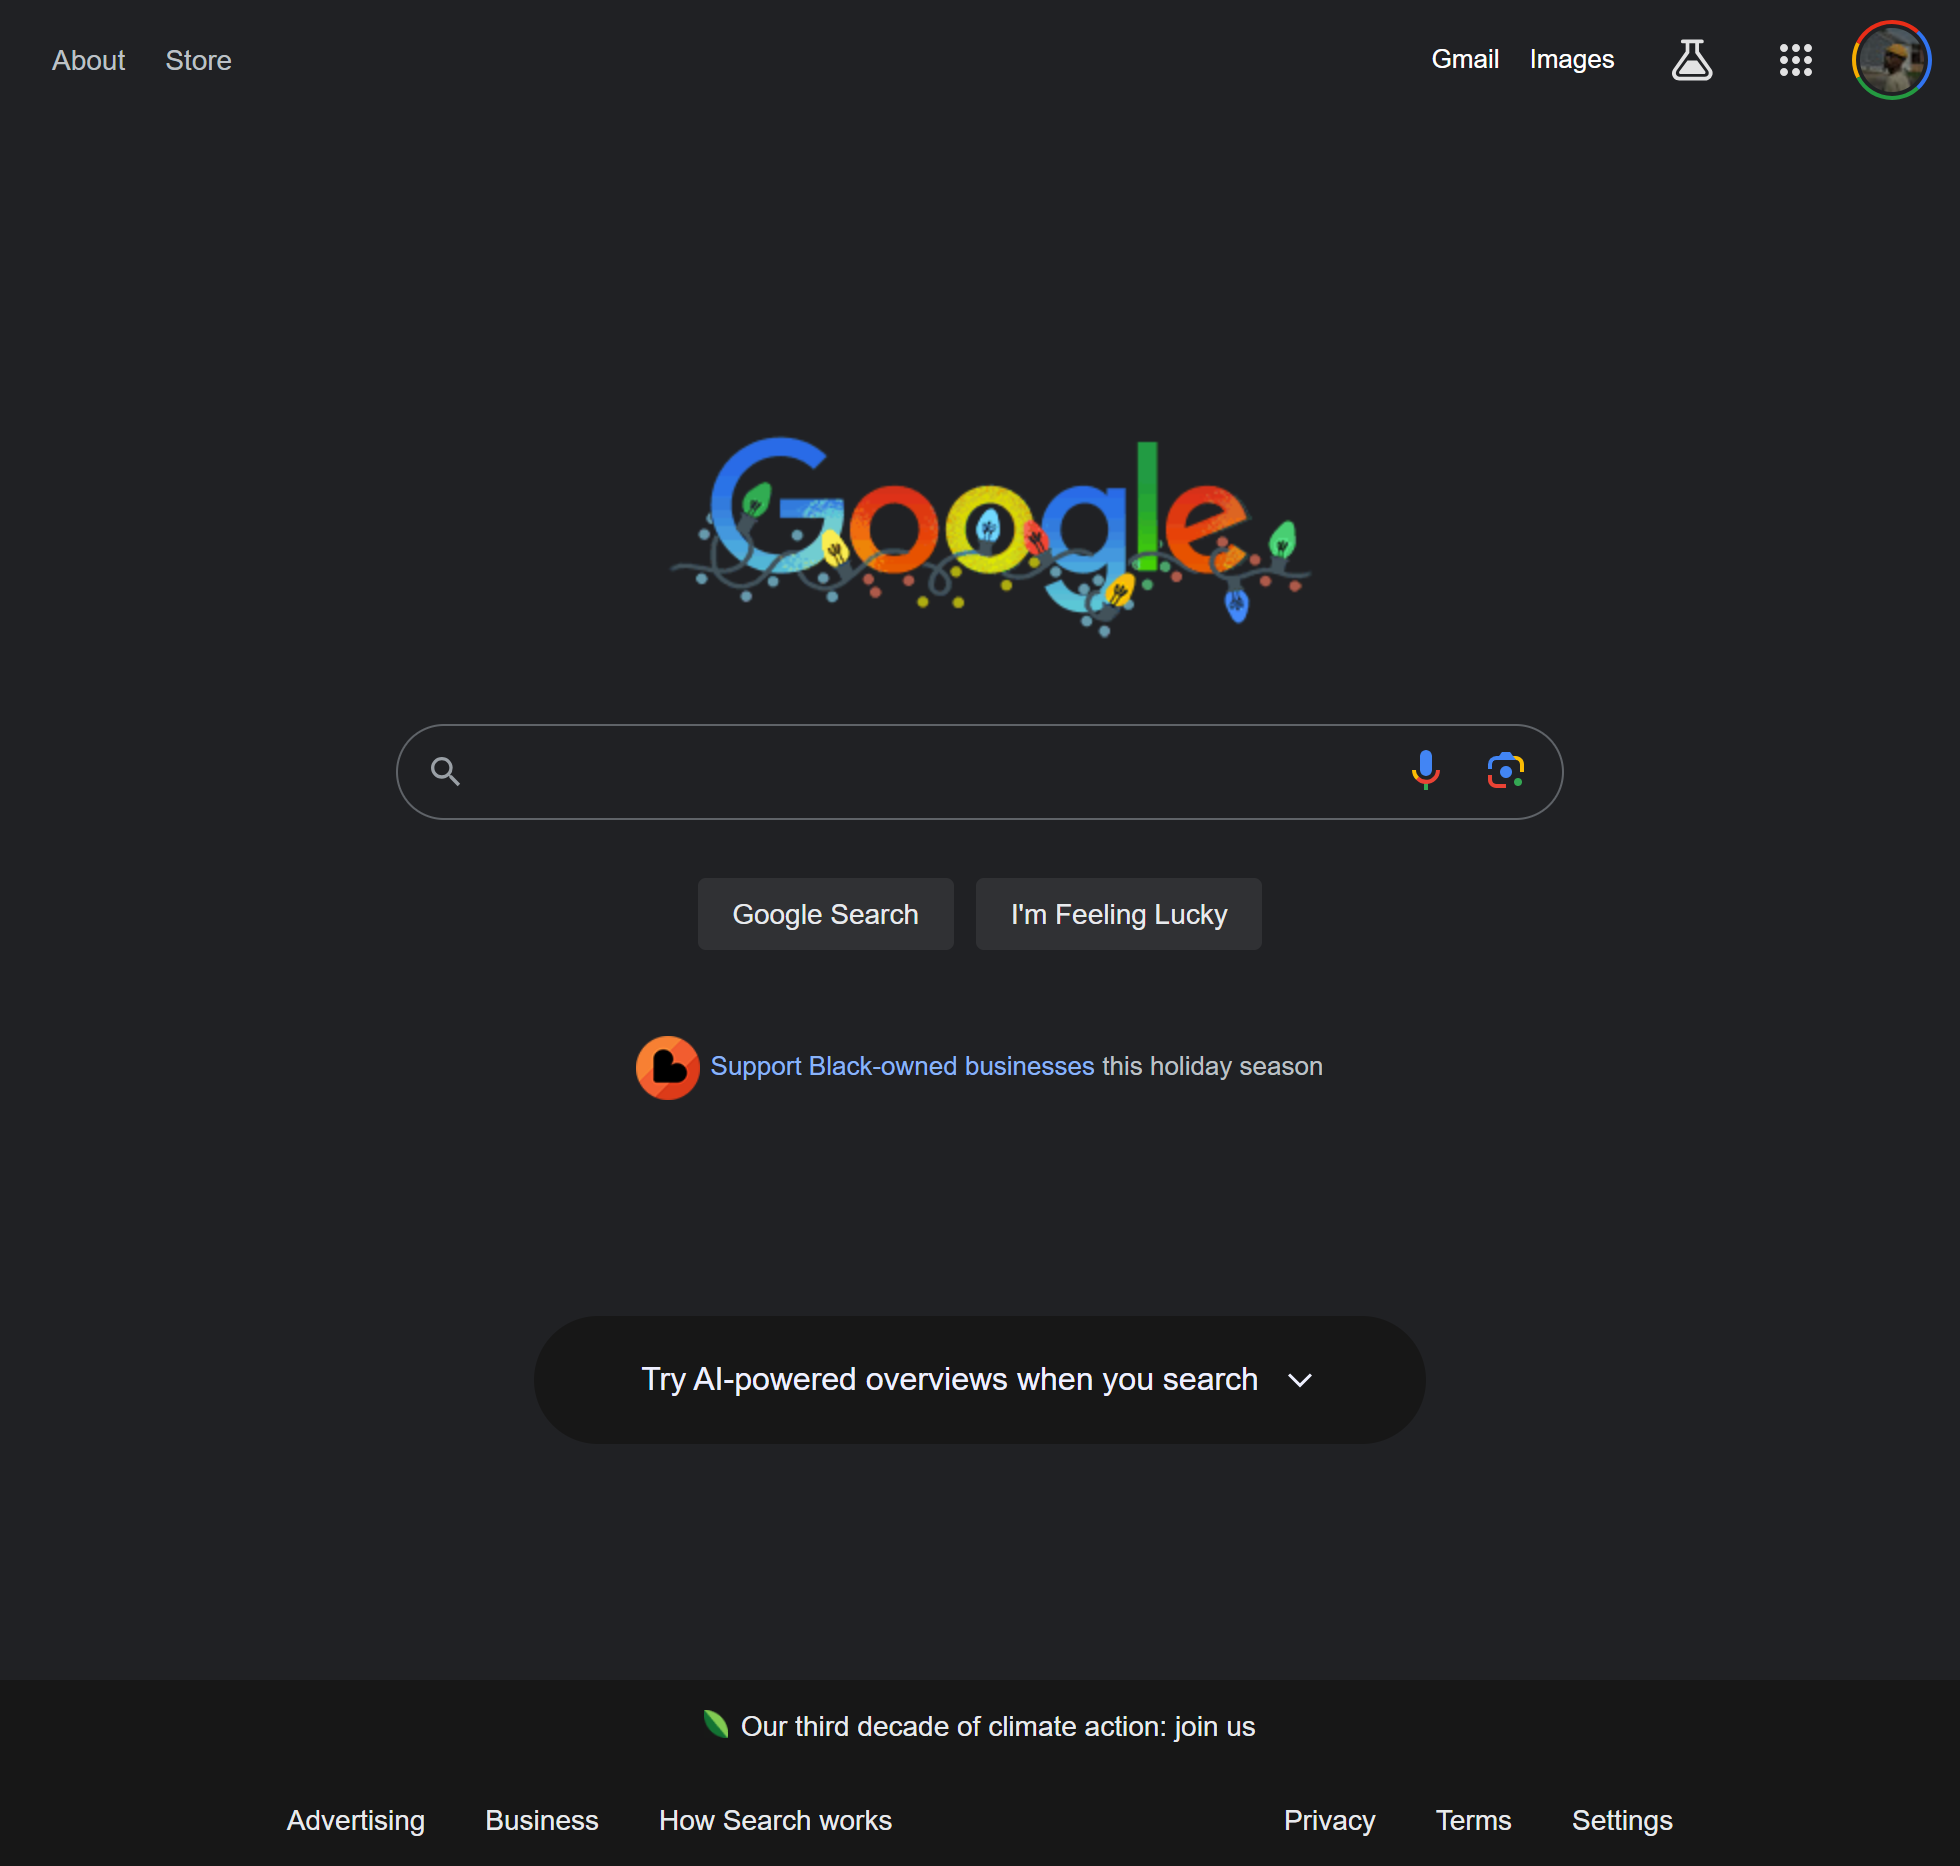 About Store
Gmail Images
Google
Google Search I'm Feeling Lucky
Support Black-owned businesses this holiday season
Try AI-powered overviews when you search
Our third decade of climate action: join us
Advertising Business How Search works Privacy Terms Settings